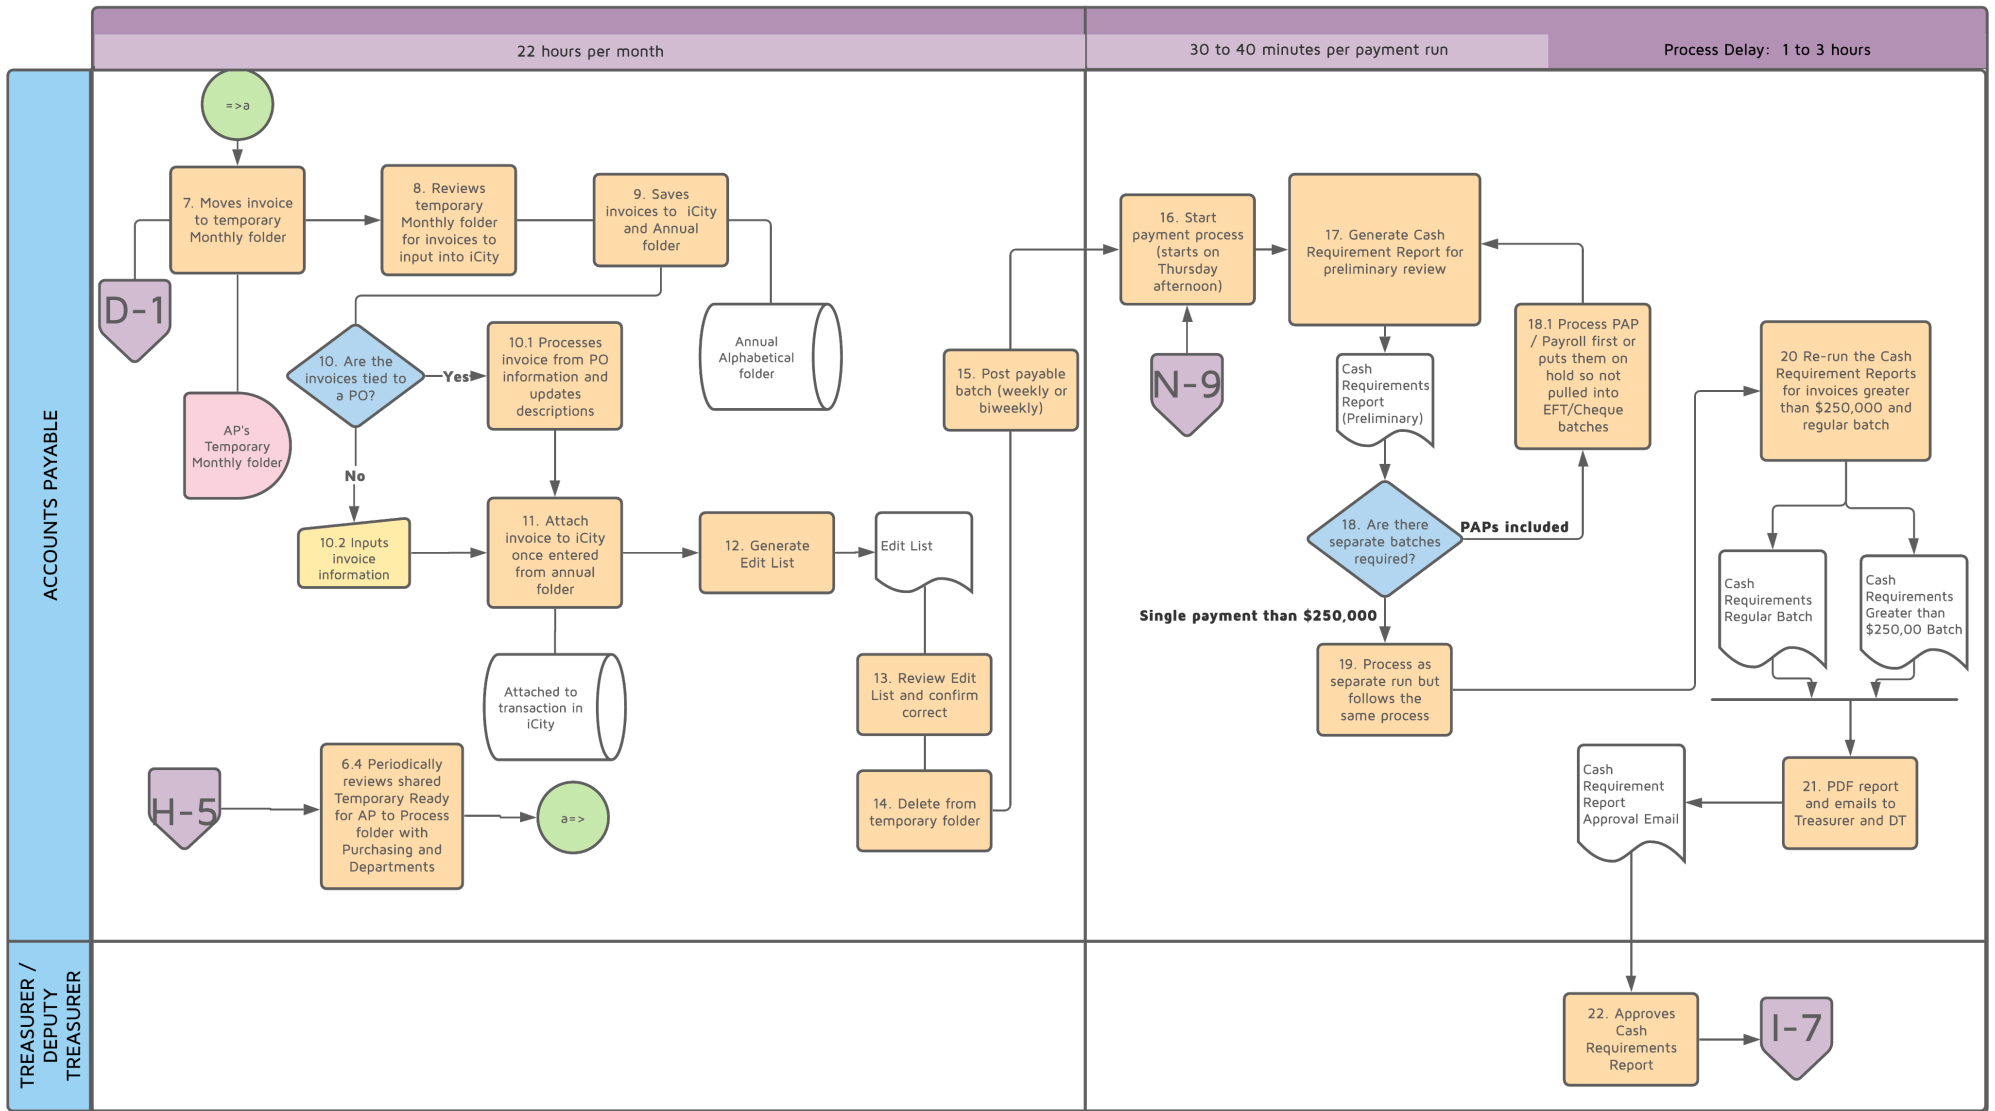 22 hours per month
30 to 40 minutes per payment run
Process Delay:  1 to 3 hours
ACCOUNTS PAYABLE
=>a
7. Moves invoice
to temporary
Monthly folder
8. Reviews
temporary
Monthly folder
for invoices to
input into iCity
9. Saves
invoices to  iCity
and Annual
folder
D-1
AP's
Temporary
Monthly folder
10. Are the
invoices tied to
a PO?
Yes
No
10.1 Processes
invoice from PO
information and
updates
descriptions
Annual
Alphabetical
folder
10.2 Inputs
invoice
information
11. Attach
invoice to iCity
once entered
from annual
folder
12. Generate
Edit List
Edit List
Attached to
transaction in
iCity
13. Review Edit
List and confirm
correct
14. Delete from
temporary folder
15. Post payable
batch (weekly or
biweekly)
H-5
6.4 Periodically
reviews shared
Temporary Ready
for AP to Process
folder with
Purchasing and
Departments
a=>
16. Start
payment process
(starts on
Thursday
afternoon)
N-9
17. Generate Cash
Requirement Report for
preliminary review
Cash
Requirements
Report
(Preliminary)
18. Are there
separate batches
required?
PAPs included
18.1 Process PAP
/ Payroll first or
puts them on
hold so not
pulled into
EFT/Cheque
batches
Single payment than $250,000
19. Process as
separate run but
follows the
same process
20 Re-run the Cash
Requirement Reports
for invoices greater
than $250,000 and
regular batch
Cash
Requirements
Regular Batch
Cash
Requirements
Greater than
$250,00 Batch
21. PDF report
and emails to
Treasurer and DT
Cash
Requirement
Report
Approval Email
TREASURER /
DEPUTY
TREASURER
22. Approves
Cash
Requirements
Report
I-7